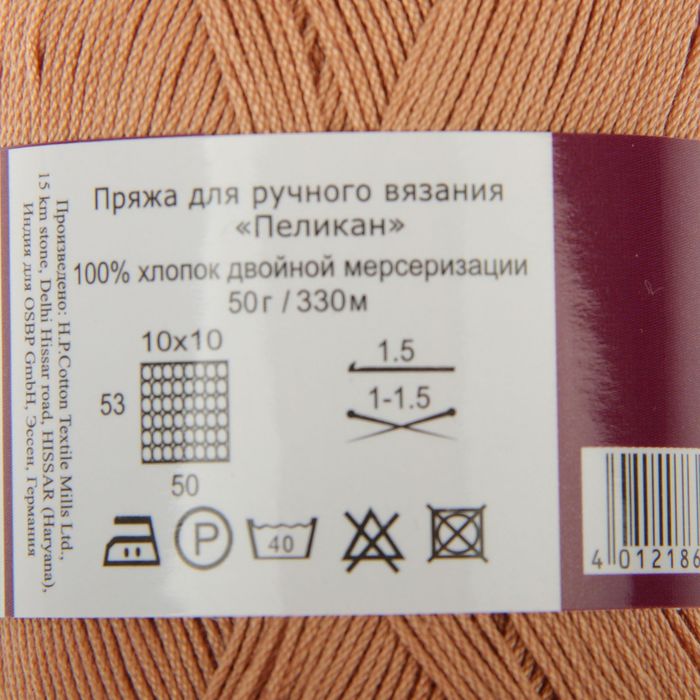 Пряжа для ручного вязания
«Пеликан»
100% хлопок двойной мерсеризации
50г / 330м
10x10
53
50
1.5
1-1.5
P
40
Произведено: H.P.Cotton Textile Mills Ltd.,
15 km stone, Delhi Hissar road, HISSAR (Haryana),
Индия для OSBP GmbH, Эссен, Германия
4 012186